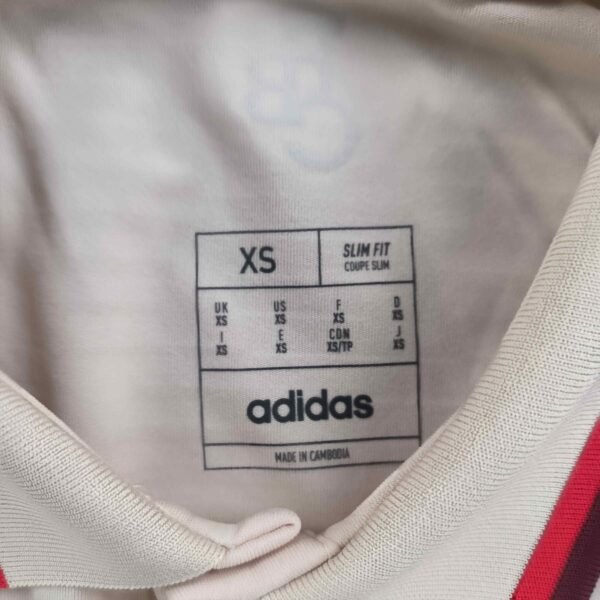 XS
SLIM FIT
COUPE SLIM
UK US F D
XS XS XS XS
I E CDN J
XS XS XS/TP XS
adidas
MADE IN CAMBODIA